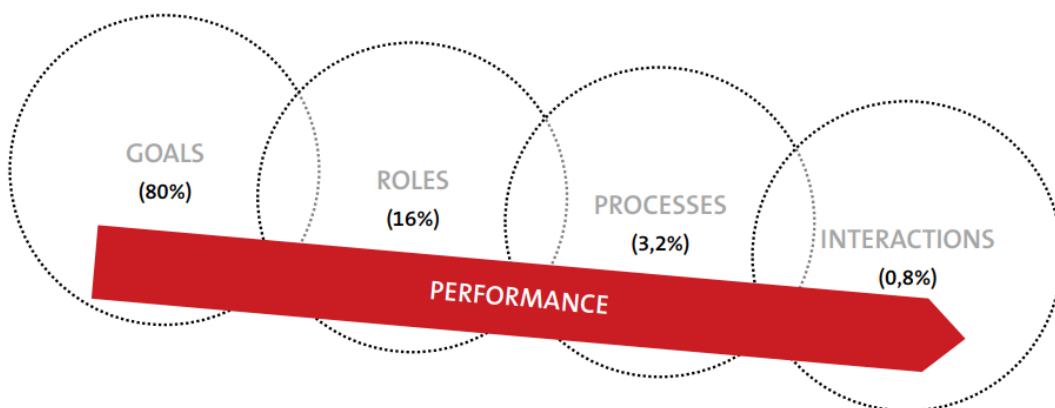 GOALS
(80%)
ROLES
(16%)
PROCESSES
(3,2%)
INTERACTIONS
(0,8%)
PERFORMANCE